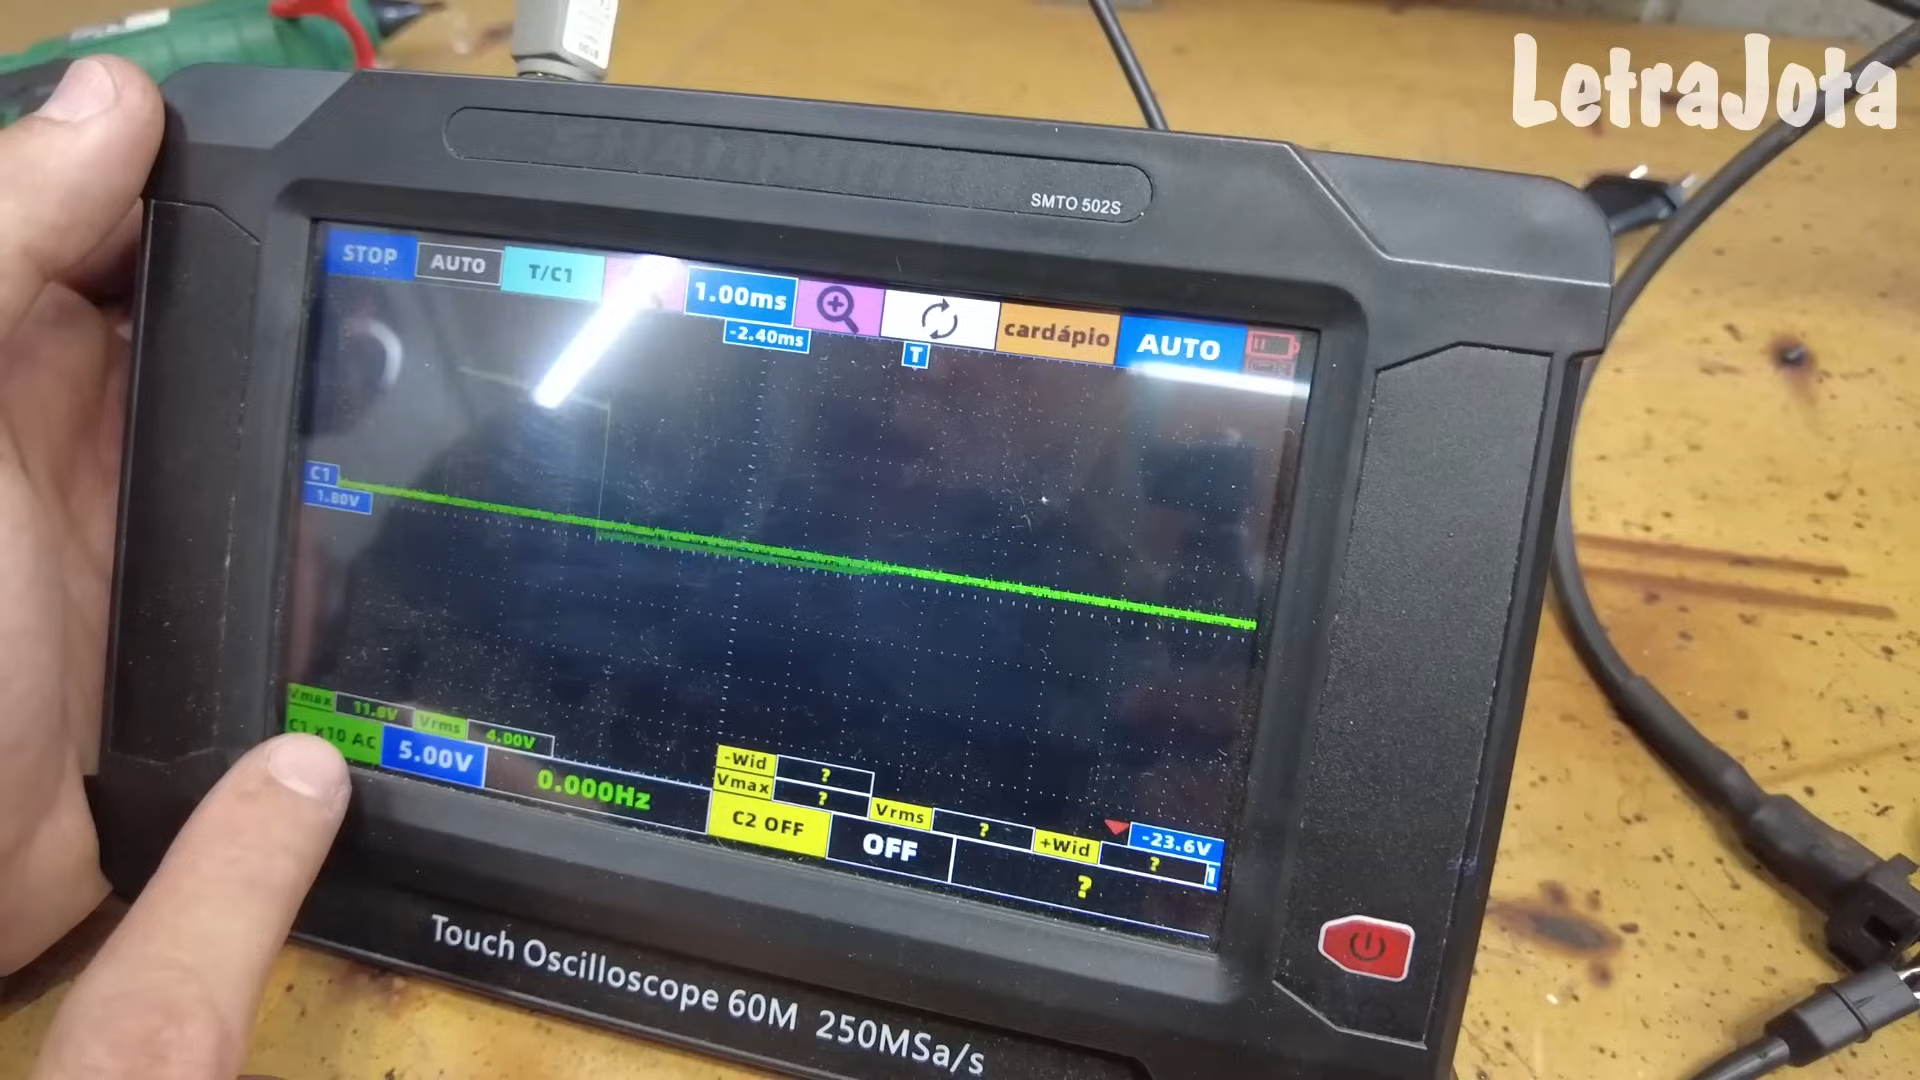 LetraJota
SMTO 502S
STOP AUTO T/C1 1.00ms cardápio AUTO
-2.40ms T
C1
1.80V
Vmax 11.8V Vrms 4.00V
C1 x10 AC 5.00V 0.000Hz
-Wid ?
Vmax ? Vrms ? +Wid ?
C2 OFF OFF ?
-23.6V
1
Touch Oscilloscope 60M 250MSa/s